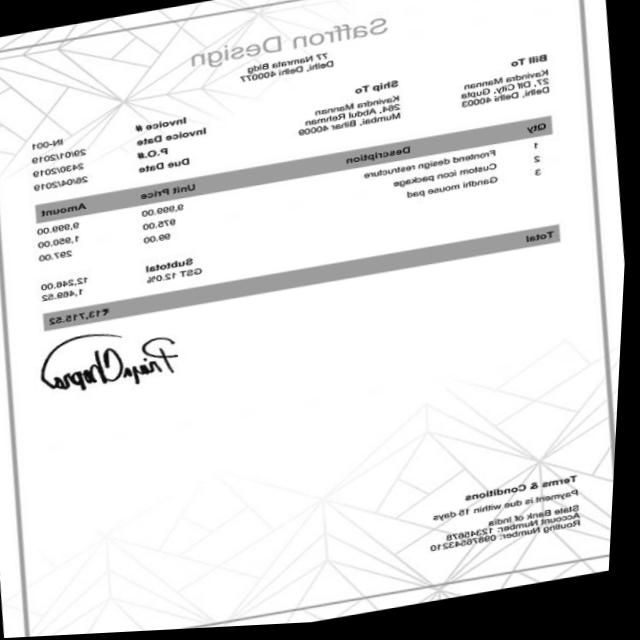 Saffron Design
77 Namrata Bldg
Delhi, Delhi 400077
Bill To
Kavindra Mannan
27, Dlf City, Gupta
Delhi, Delhi 40003
Ship To
Kavindra Mannan
264, Abdul Rehman
Mumbai, Bihar 40009
Invoice # IN-001
Invoice Date 29/01/2019
P.O.# 2430/2019
Due Date 26/04/2019
Qty Description Unit Price Amount
1 Frontend design restructure 9,999.00 9,999.00
2 Custom icon package 975.00 1,950.00
3 Gandhi mouse pad 99.00 297.00
Subtotal 12,246.00
GST 12.0% 1,469.52
Total ₹13,715.52
Priya Chopra
Terms & Conditions
Payment is due within 15 days
State Bank of India
Account Number: 12345678
Routing Number: 09876543210